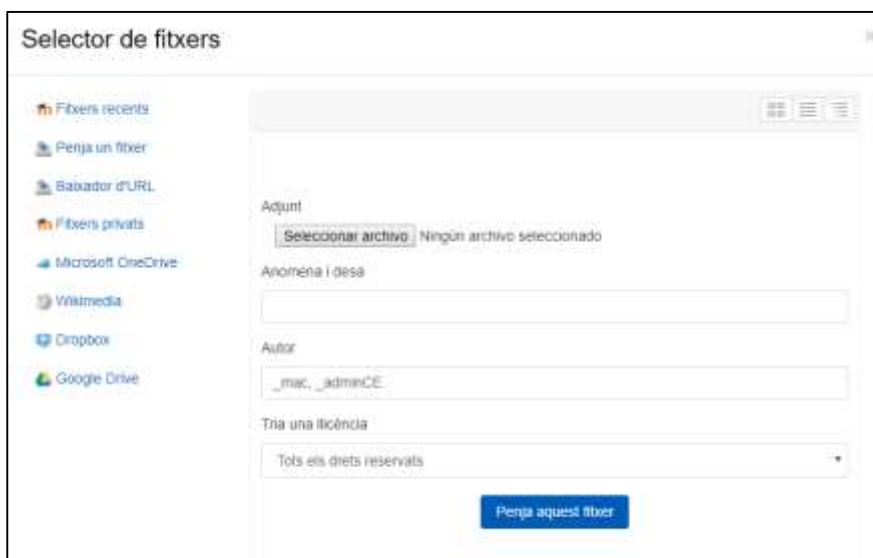 Selector de fitxers
Fitxers recents
Penja un fitxer
Baixador d'URL
Fitxers privats
Microsoft OneDrive
Wikimedia
Dropbox
Google Drive
Adjunt
Seleccionar archivo Ningún archivo seleccionado
Anomena i desa
Autor
_mac, _adminCE
Tria una llicència
Tots els drets reservats
Penja aquest fitxer